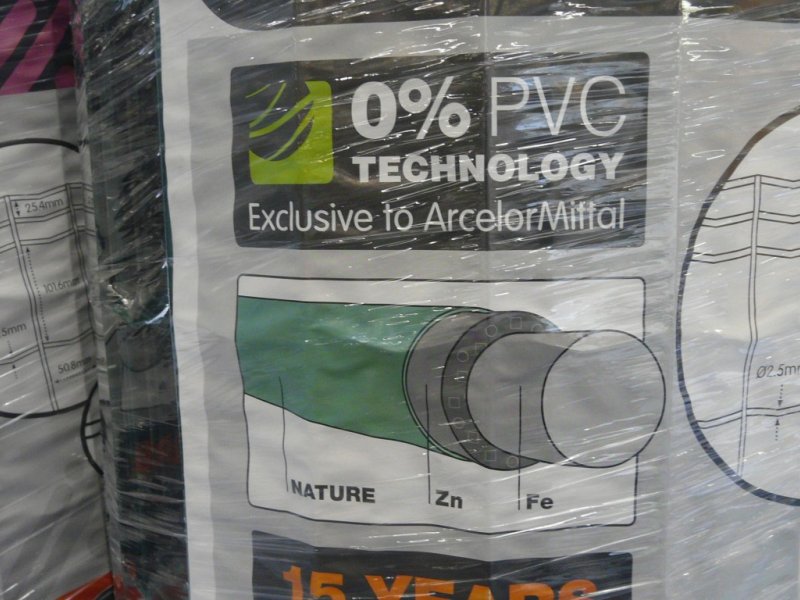 0% PVC
TECHNOLOGY
Exclusive to ArcelorMittal
25.4mm
101.6mm
5mm
50.8mm
Ø2.5mm
NATURE
Zn
Fe
15 YEARS